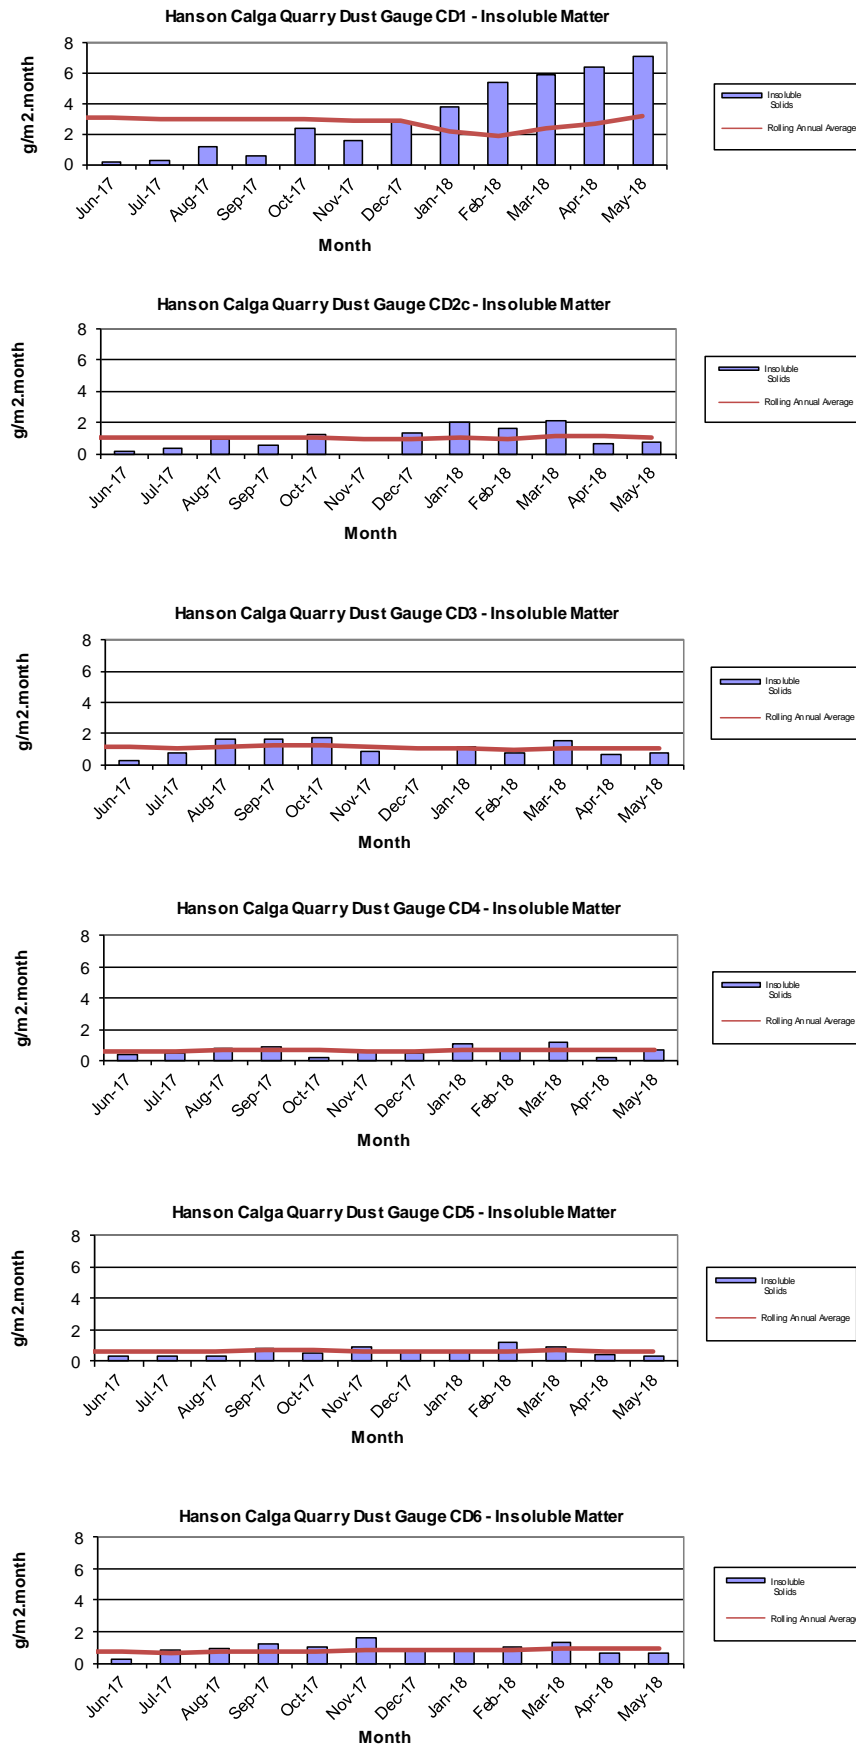 Hanson Calga Quarry Dust Gauge CD1 - Insoluble Matter
8
6
4
2
0
g/m2.month
Jun-17
Jul-17
Aug-17
Sep-17
Oct-17
Nov-17
Dec-17
Jan-18
Feb-18
Mar-18
Apr-18
May-18
Month
Insoluble
Solids
Rolling Annual Average
Hanson Calga Quarry Dust Gauge CD2c - Insoluble Matter
8
6
4
2
0
g/m2.month
Jun-17
Jul-17
Aug-17
Sep-17
Oct-17
Nov-17
Dec-17
Jan-18
Feb-18
Mar-18
Apr-18
May-18
Month
Insoluble
Solids
Rolling Annual Average
Hanson Calga Quarry Dust Gauge CD3 - Insoluble Matter
8
6
4
2
0
g/m2.month
Jun-17
Jul-17
Aug-17
Sep-17
Oct-17
Nov-17
Dec-17
Jan-18
Feb-18
Mar-18
Apr-18
May-18
Month
Insoluble
Solids
Rolling Annual Average
Hanson Calga Quarry Dust Gauge CD4 - Insoluble Matter
8
6
4
2
0
g/m2.month
Jun-17
Jul-17
Aug-17
Sep-17
Oct-17
Nov-17
Dec-17
Jan-18
Feb-18
Mar-18
Apr-18
May-18
Month
Insoluble
Solids
Rolling Annual Average
Hanson Calga Quarry Dust Gauge CD5 - Insoluble Matter
8
6
4
2
0
g/m2.month
Jun-17
Jul-17
Aug-17
Sep-17
Oct-17
Nov-17
Dec-17
Jan-18
Feb-18
Mar-18
Apr-18
May-18
Month
Insoluble
Solids
Rolling Annual Average
Hanson Calga Quarry Dust Gauge CD6 - Insoluble Matter
8
6
4
2
0
g/m2.month
Jun-17
Jul-17
Aug-17
Sep-17
Oct-17
Nov-17
Dec-17
Jan-18
Feb-18
Mar-18
Apr-18
May-18
Month
Insoluble
Solids
Rolling Annual Average